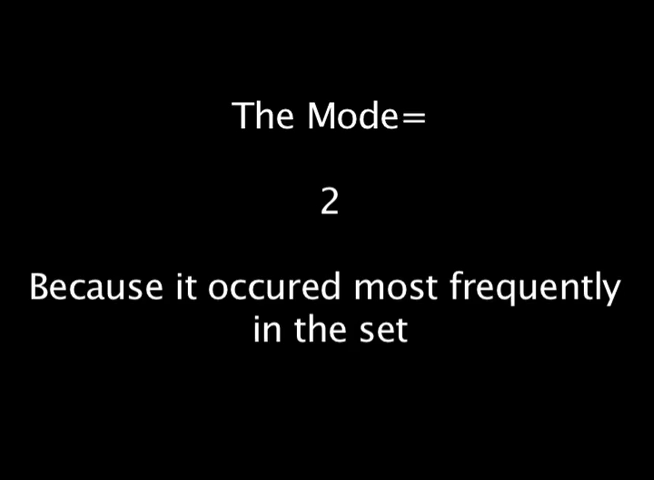 The Mode=
2
Because it occured most frequently
in the set